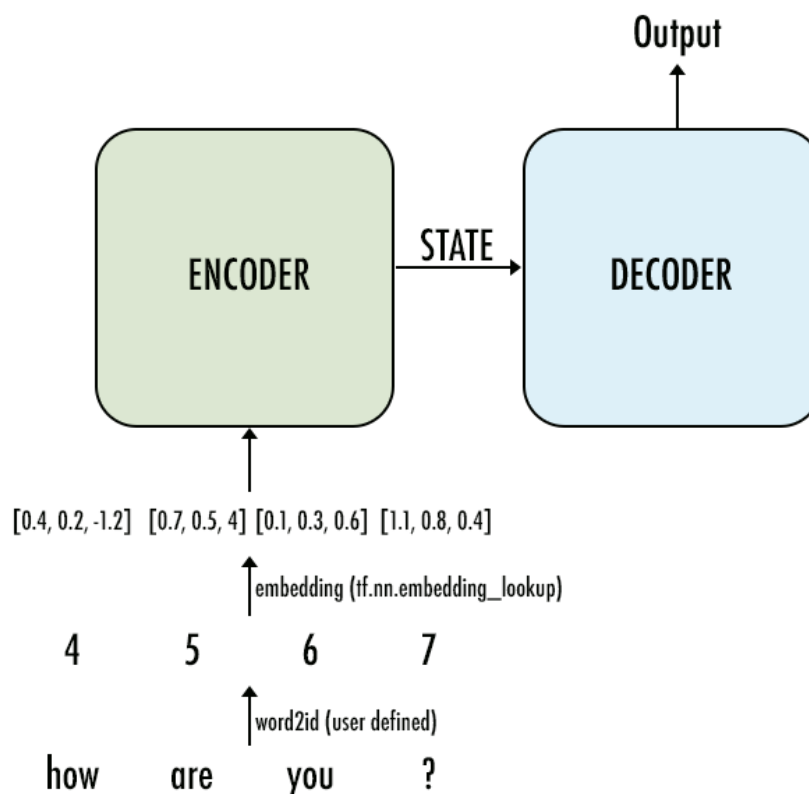 Output
STATE
ENCODER
DECODER
[0.4, 0.2, -1.2] [0.7, 0.5, 4] [0.1, 0.3, 0.6] [1.1, 0.8, 0.4]
embedding (tf.nn.embedding_lookup)
4 5 6 7
word2id (user defined)
how are you ?